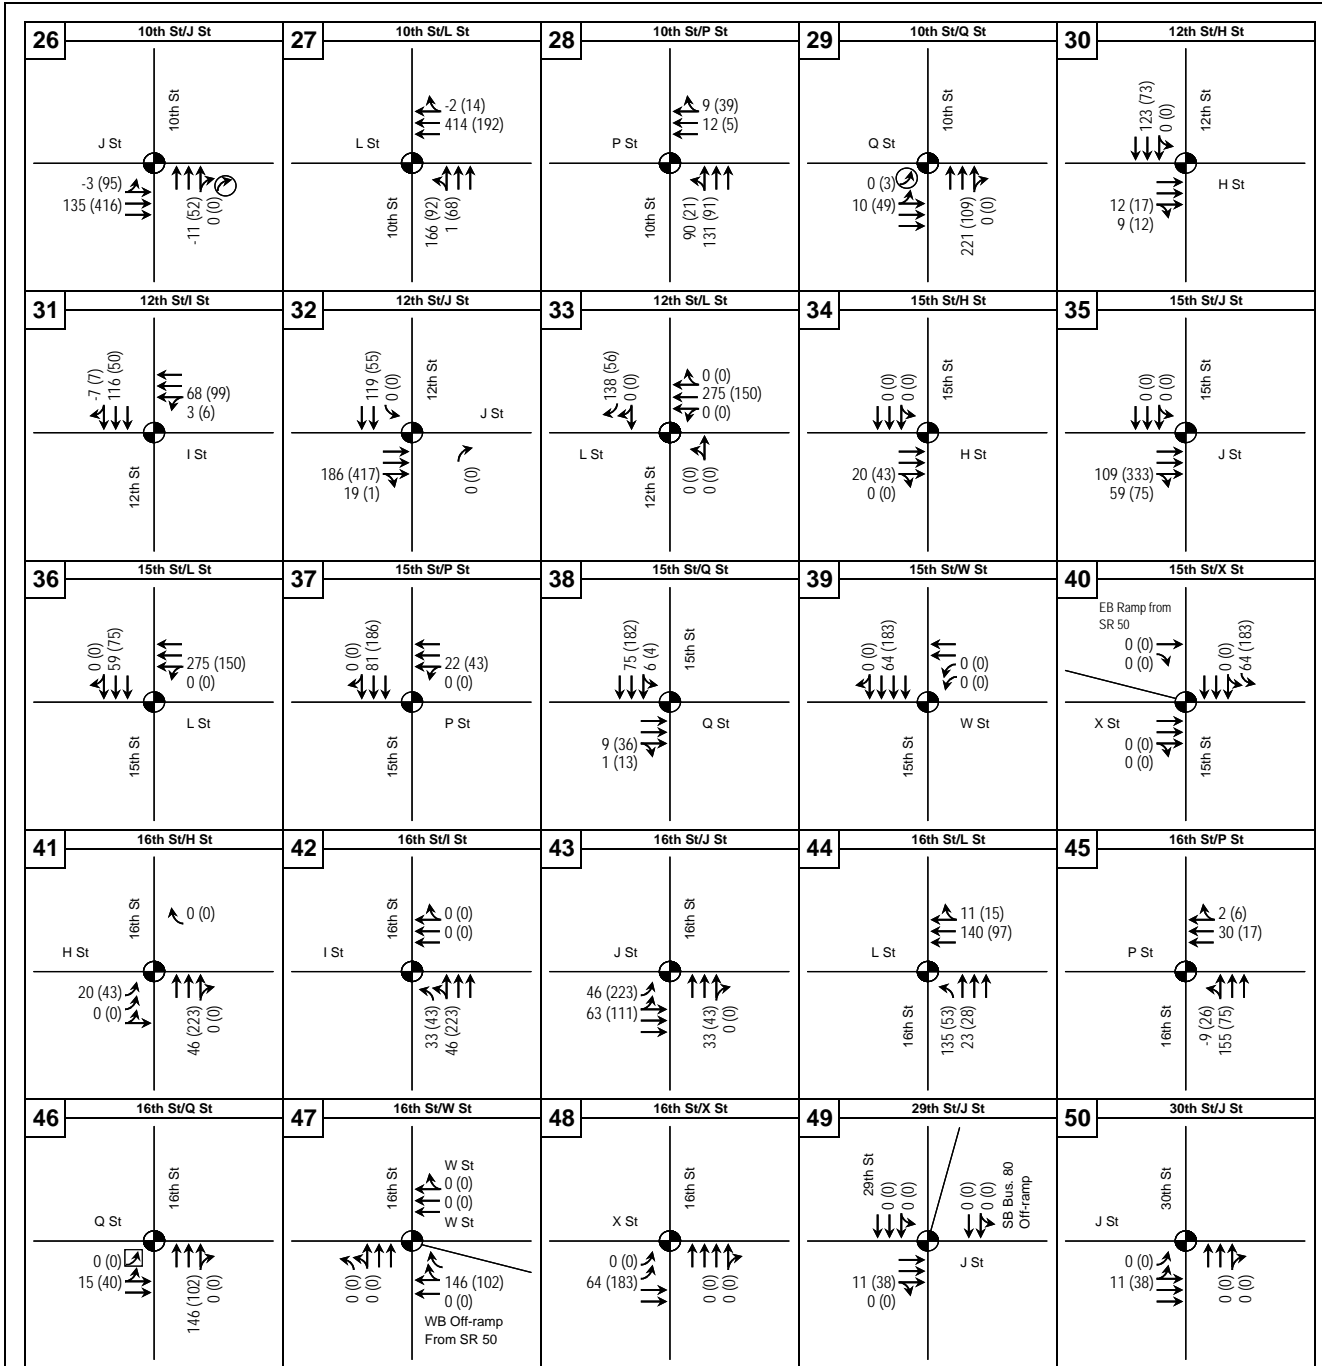 26
10th St/J St
10th St
J St
-3 (95)
135 (416)
-11 (52)
0 (0)
27
10th St/L St
-2 (14)
414 (192)
L St
10th St
166 (92)
1 (68)
28
10th St/P St
9 (39)
12 (5)
P St
10th St
90 (21)
131 (91)
29
10th St/Q St
10th St
Q St
0 (3)
10 (49)
221 (109)
0 (0)
30
12th St/H St
123 (73)
0 (0)
12th St
H St
12 (17)
9 (12)
31
12th St/I St
-7 (7)
116 (50)
68 (99)
3 (6)
I St
12th St
32
12th St/J St
119 (55)
0 (0)
12th St
J St
186 (417)
19 (1)
0 (0)
33
12th St/L St
138 (56)
0 (0)
0 (0)
275 (150)
0 (0)
L St
12th St
0 (0)
0 (0)
34
15th St/H St
0 (0)
0 (0)
15th St
H St
20 (43)
0 (0)
35
15th St/J St
0 (0)
0 (0)
15th St
J St
109 (333)
59 (75)
36
15th St/L St
0 (0)
59 (75)
275 (150)
0 (0)
L St
15th St
37
15th St/P St
0 (0)
81 (186)
22 (43)
0 (0)
P St
15th St
38
15th St/Q St
75 (182)
6 (4)
15th St
Q St
9 (36)
1 (13)
39
15th St/W St
0 (0)
64 (183)
0 (0)
0 (0)
W St
15th St
40
15th St/X St
EB Ramp from
SR 50
0 (0)
0 (0)
0 (0)
64 (183)
X St
0 (0)
0 (0)
15th St
41
16th St/H St
16th St
0 (0)
H St
20 (43)
0 (0)
46 (223)
0 (0)
42
16th St/I St
16th St
0 (0)
0 (0)
I St
33 (43)
46 (223)
43
16th St/J St
16th St
J St
46 (223)
63 (111)
33 (43)
0 (0)
44
16th St/L St
11 (15)
140 (97)
L St
16th St
135 (53)
23 (28)
45
16th St/P St
2 (6)
30 (17)
P St
16th St
-9 (26)
155 (75)
46
16th St/Q St
16th St
Q St
0 (0)
15 (40)
146 (102)
0 (0)
47
16th St/W St
16th St
W St
0 (0)
0 (0)
W St
0 (0)
0 (0)
146 (102)
0 (0)
WB Off-ramp
From SR 50
48
16th St/X St
16th St
X St
0 (0)
64 (183)
0 (0)
0 (0)
49
29th St/J St
29th St
0 (0)
0 (0)
0 (0)
0 (0)
SB Bus. 80
Off-ramp
J St
11 (38)
0 (0)
50
30th St/J St
30th St
J St
0 (0)
11 (38)
0 (0)
0 (0)